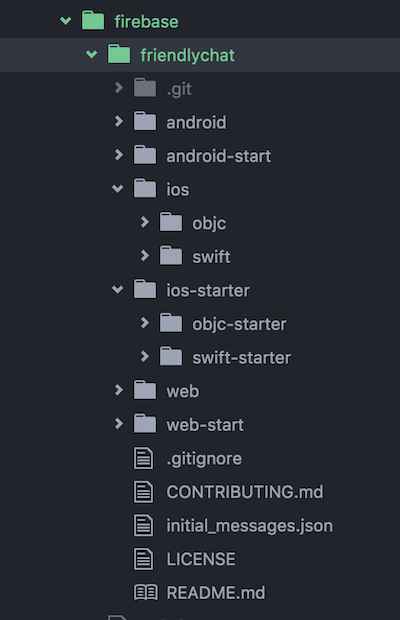 firebase
friendlychat
.git
android
android-start
ios
objc
swift
ios-starter
objc-starter
swift-starter
web
web-start
.gitignore
CONTRIBUTING.md
initial_messages.json
LICENSE
README.md